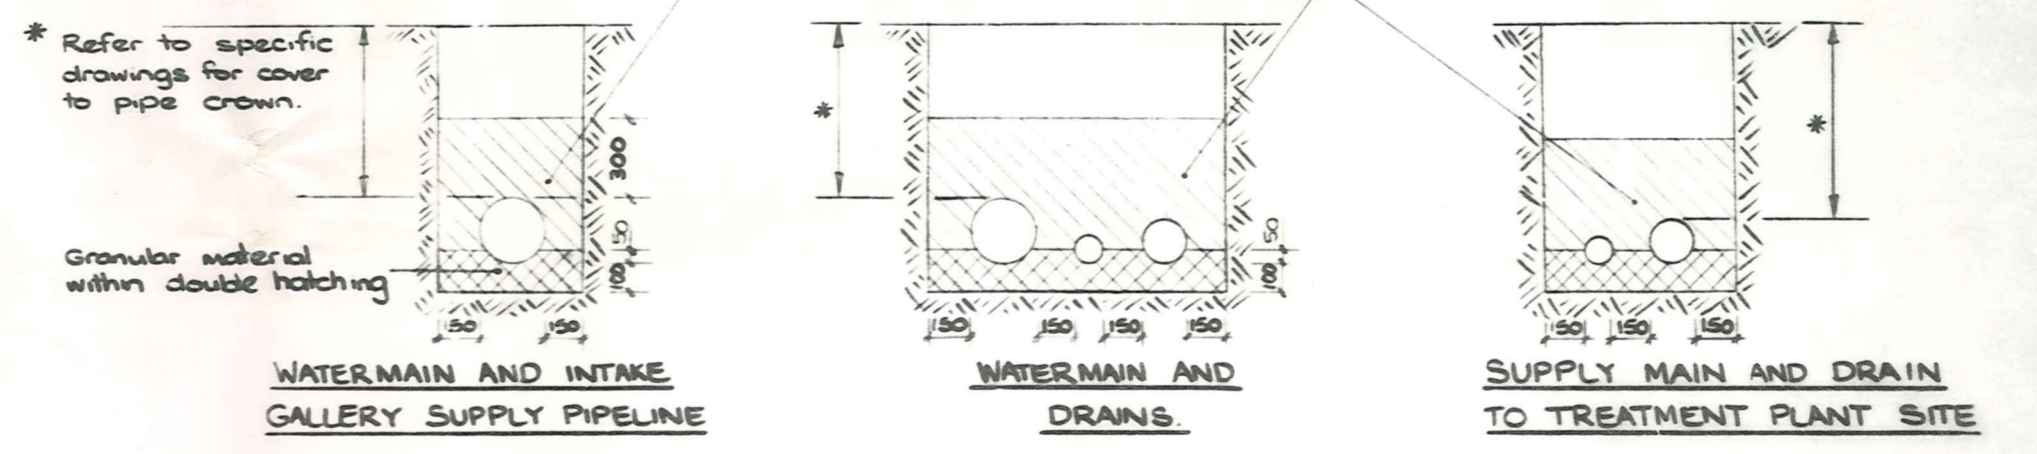 * Refer to specific
drawings for cover
to pipe crown.
Granular material
within double hatching
300
50
100
150 150
WATERMAIN AND INTAKE
GALLERY SUPPLY PIPELINE
*
50
100
150 150 150 150
WATERMAIN AND
DRAINS.
*
150 150 150
SUPPLY MAIN AND DRAIN
TO TREATMENT PLANT SITE